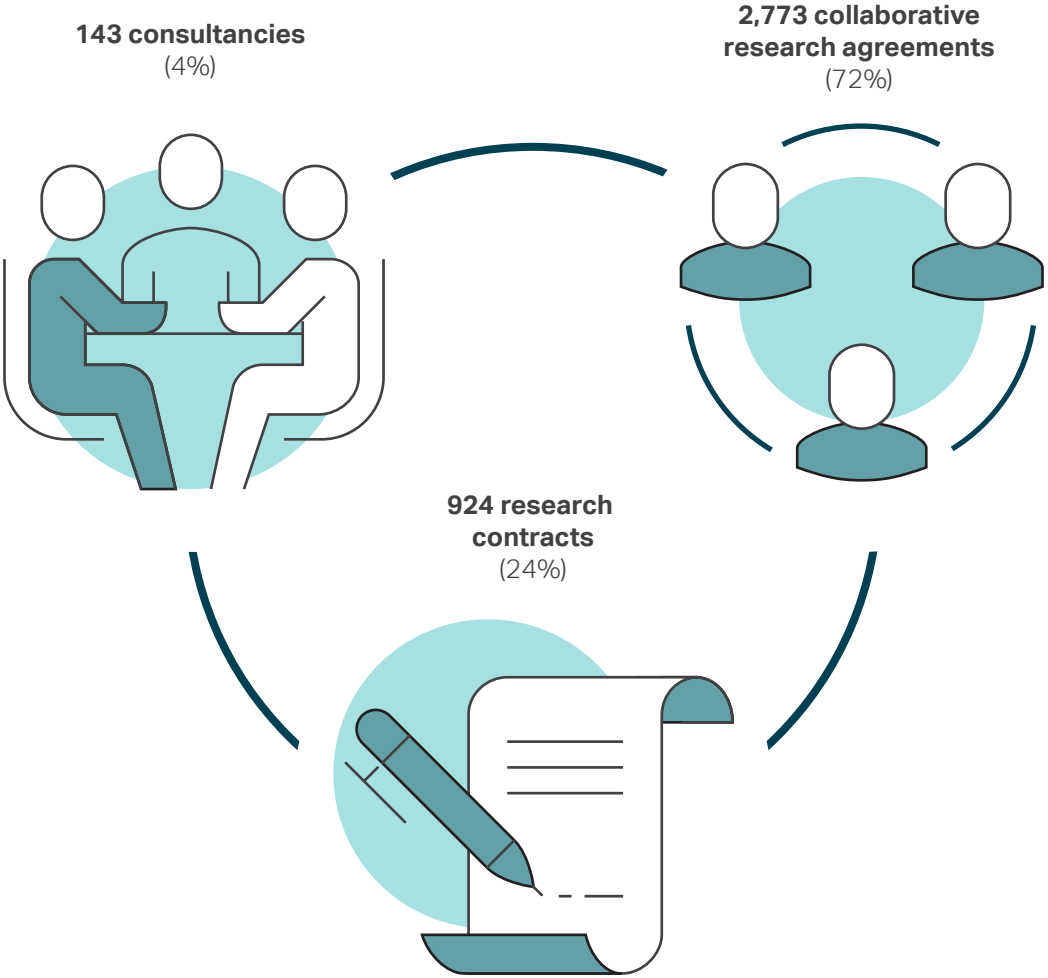 143 consultancies
(4%)
2,773 collaborative
research agreements
(72%)
924 research
contracts
(24%)